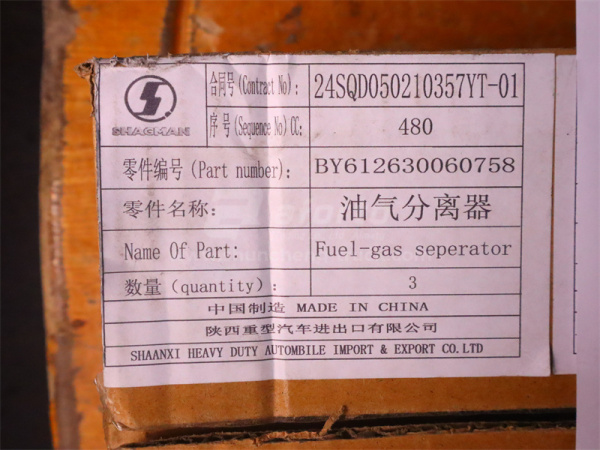 SHACMAN
合同号(Contract No): 24SQD050210357YT-01
序号(Sequence No)CC: 480
零件编号(Part number): BY612630060758
零件名称: 油气分离器
Name Of Part: Fuel-gas seperator
数量(quantity): 3
中国制造 MADE IN CHINA
陕西重型汽车进出口有限公司
SHAANXI HEAVY DUTY AUTOMBILE IMPORT & EXPORT CO.LTD